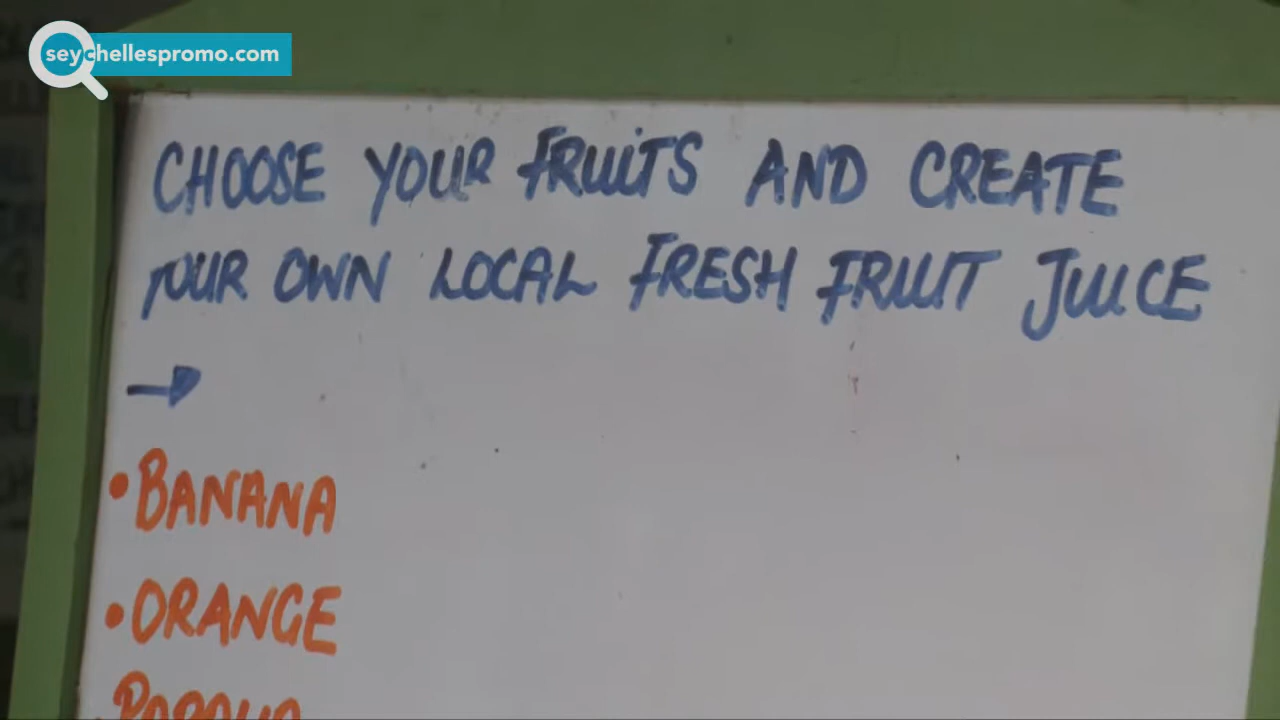 seychellespromo.com
CHOOSE YOUR FRUITS AND CREATE
YOUR OWN LOCAL FRESH FRUIT JUICE
→
• BANANA
• ORANGE